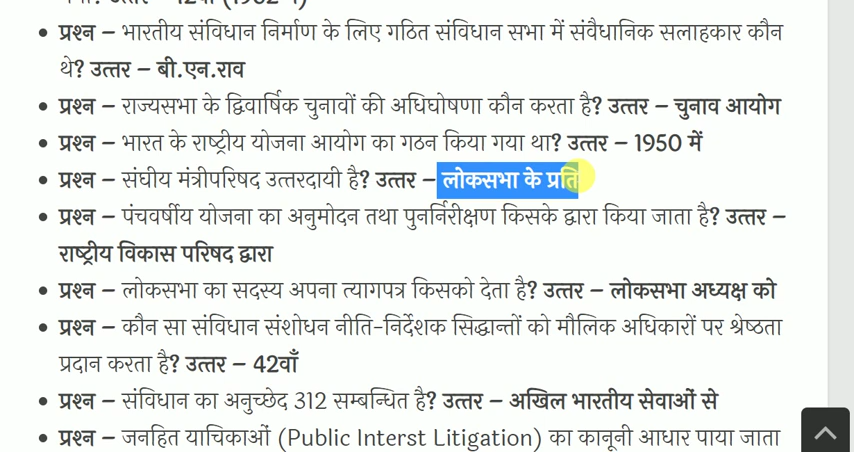 प्रश्न – भारतीय संविधान निर्माण के लिए गठित संविधान सभा में संवैधानिक सलाहकार कौन
थे? उत्तर – बी.एन.राव
प्रश्न – राज्यसभा के द्विवार्षिक चुनावों की अधिघोषणा कौन करता है? उत्तर – चुनाव आयोग
प्रश्न – भारत के राष्ट्रीय योजना आयोग का गठन किया गया था? उत्तर – 1950 में
प्रश्न – संघीय मंत्रीपरिषद उत्तरदायी है? उत्तर – लोकसभा के प्रति
प्रश्न – पंचवर्षीय योजना का अनुमोदन तथा पुनर्निरीक्षण किसके द्वारा किया जाता है? उत्तर –
राष्ट्रीय विकास परिषद द्वारा
प्रश्न – लोकसभा का सदस्य अपना त्यागपत्र किसको देता है? उत्तर – लोकसभा अध्यक्ष को
प्रश्न – कौन सा संविधान संशोधन नीति-निर्देशक सिद्धान्तों को मौलिक अधिकारों पर श्रेष्ठता
प्रदान करता है? उत्तर – 42वाँ
प्रश्न – संविधान का अनुच्छेद 312 सम्बन्धित है? उत्तर – अखिल भारतीय सेवाओं से
प्रश्न – जनहित याचिकाओं (Public Interst Litigation) का कानूनी आधार पाया जाता